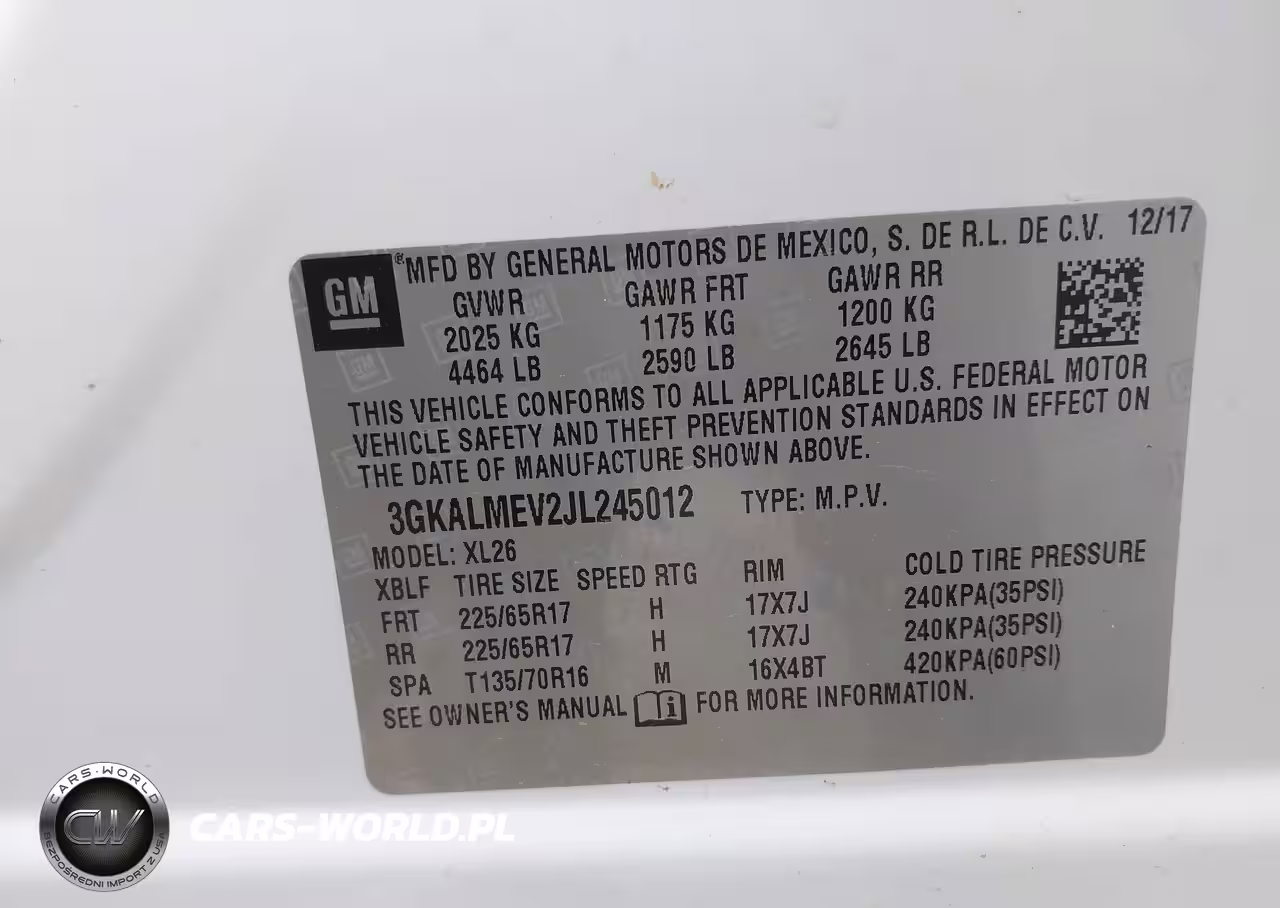 GM
® MFD BY GENERAL MOTORS DE MEXICO, S. DE R.L. DE C.V. 12/17
GVWR GAWR FRT GAWR RR
2025 KG 1175 KG 1200 KG
4464 LB 2590 LB 2645 LB
THIS VEHICLE CONFORMS TO ALL APPLICABLE U.S. FEDERAL MOTOR
VEHICLE SAFETY AND THEFT PREVENTION STANDARDS IN EFFECT ON
THE DATE OF MANUFACTURE SHOWN ABOVE.
3GKALMEV2JL245012 TYPE: M.P.V.
MODEL: XL26
XBLF TIRE SIZE SPEED RTG RIM COLD TIRE PRESSURE
FRT 225/65R17 H 17X7J 240KPA(35PSI)
RR 225/65R17 H 17X7J 240KPA(35PSI)
SPA T135/70R16 M 16X4BT 420KPA(60PSI)
SEE OWNER'S MANUAL i FOR MORE INFORMATION.
CARS-WORLD
CW
BEZPOŚREDNI IMPORT Z USA
CARS-WORLD.PL